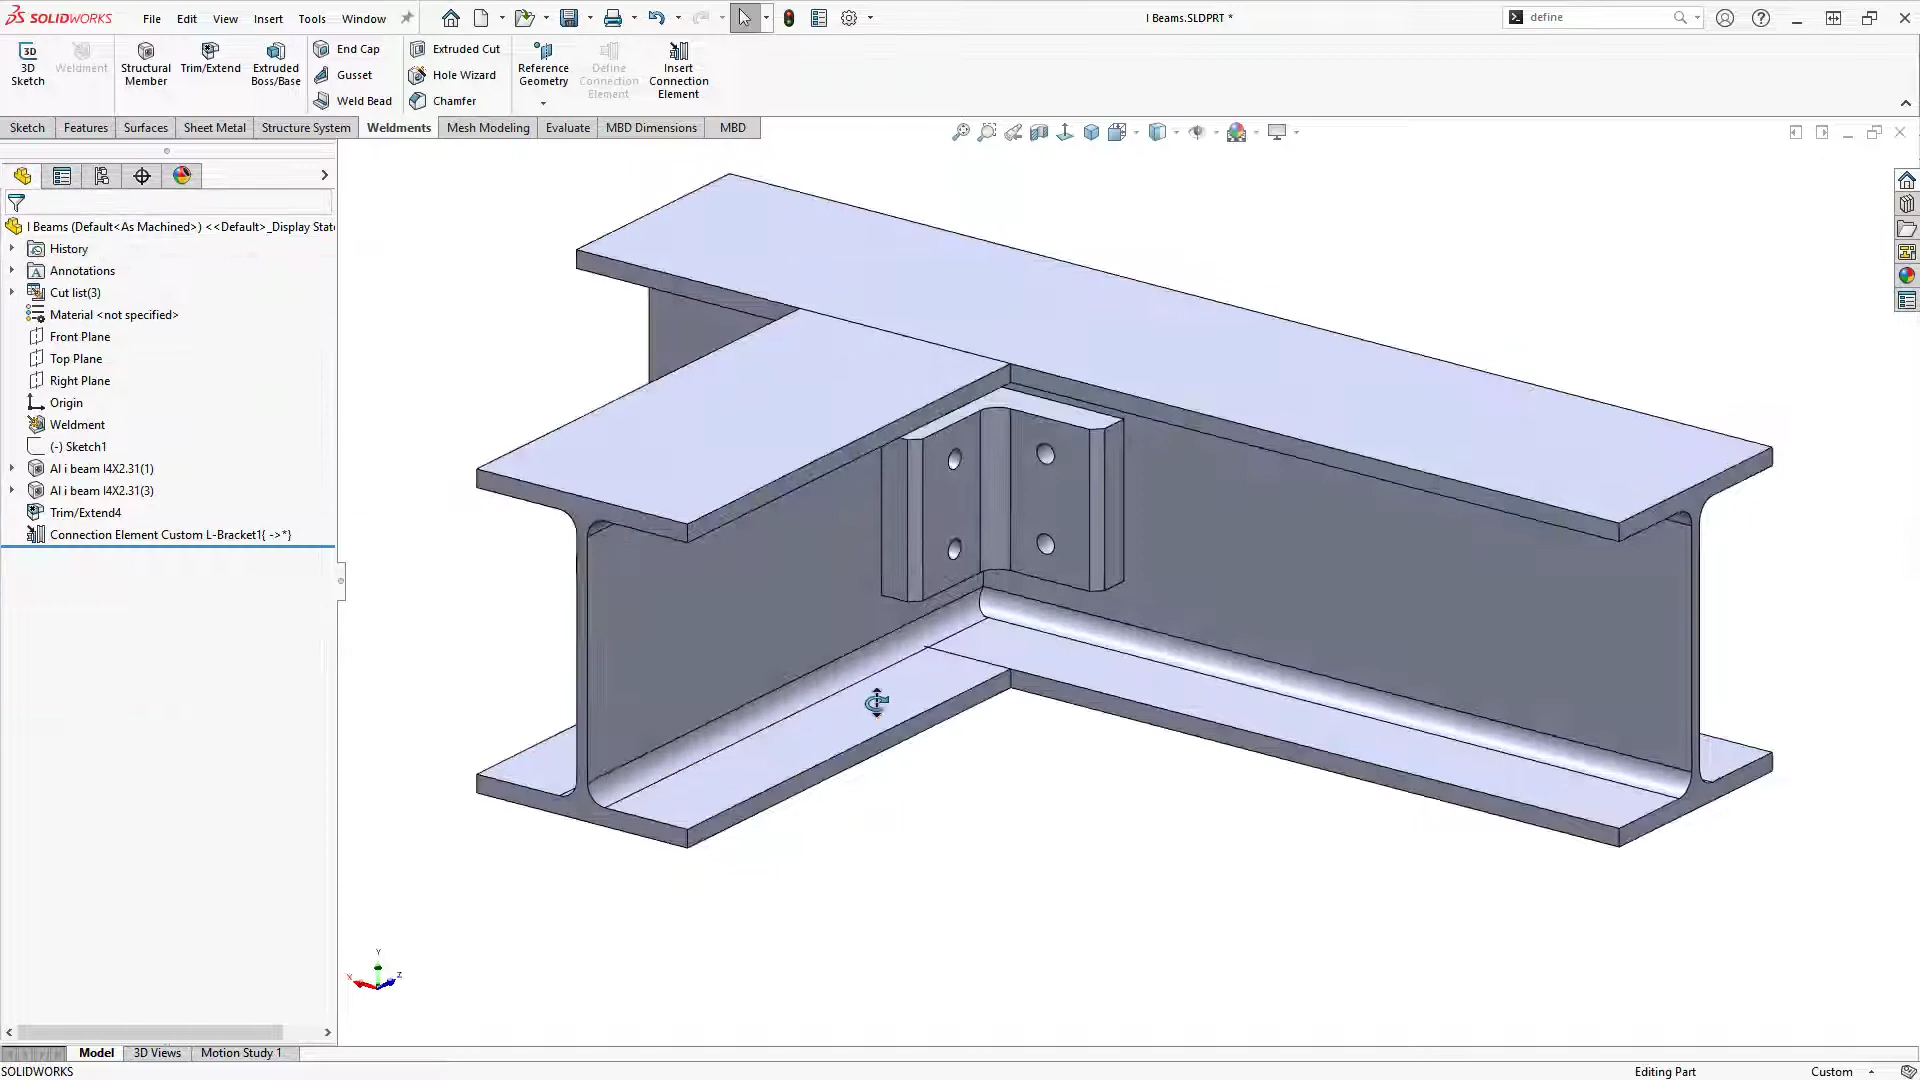 SOLIDWORKS
File Edit View Insert Tools Window
I Beams.SLDPRT *
define
3D Sketch
Weldment
Structural Member
Trim/Extend
Extruded Boss/Base
End Cap
Gusset
Weld Bead
Extruded Cut
Hole Wizard
Chamfer
Reference Geometry
Define Connection Element
Insert Connection Element
Sketch Features Surfaces Sheet Metal Structure System Weldments Mesh Modeling Evaluate MBD Dimensions MBD
I Beams (Default<As Machined>) <<Default>_Display State
History
Annotations
Cut list(3)
Material <not specified>
Front Plane
Top Plane
Right Plane
Origin
Weldment
(-) Sketch1
AI i beam I4X2.31(1)
AI i beam I4X2.31(3)
Trim/Extend4
Connection Element Custom L-Bracket1{ ->*}
Y
X
Z
Model 3D Views Motion Study 1
SOLIDWORKS
Editing Part
Custom